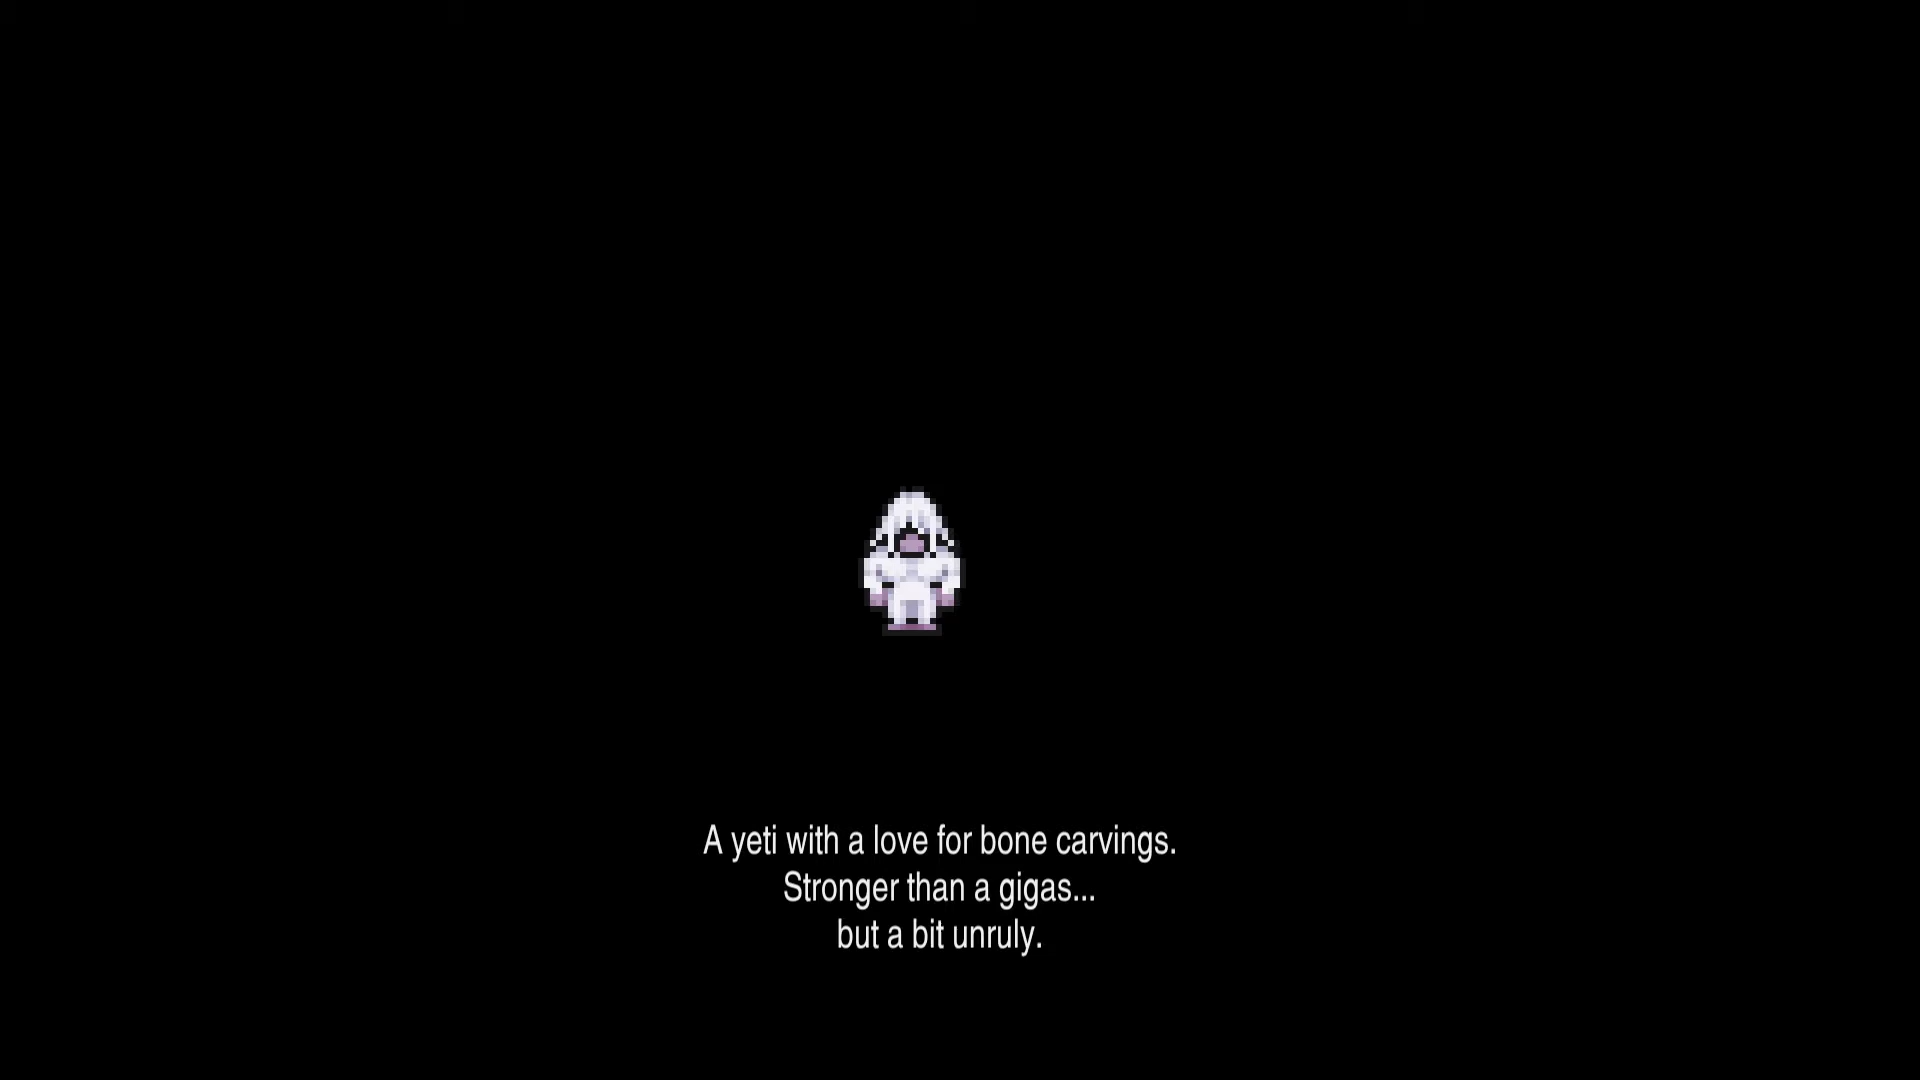 A yeti with a love for bone carvings.
Stronger than a gigas...
but a bit unruly.